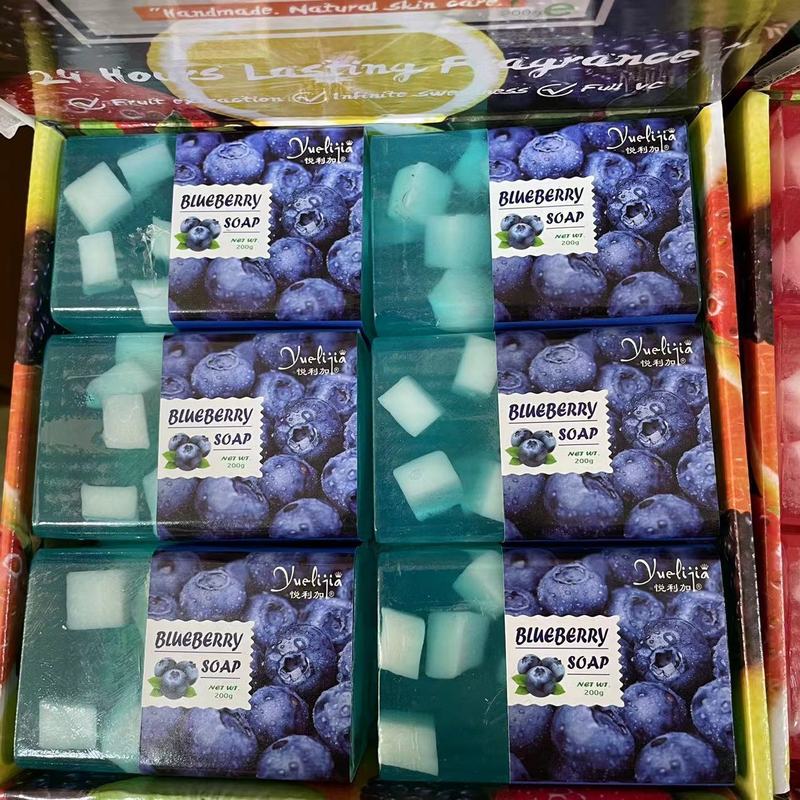 "Handmade. Natural skin care."
200g e
24 Hours Lasting Fragrance
Fruit extraction Infinite sweetness Full VC
Yuelijia
悦利加®
BLUEBERRY
SOAP
NET WT.
200g
Yuelijia
悦利加®
BLUEBERRY
SOAP
NET WT.
200g
Yuelijia
悦利加®
BLUEBERRY
SOAP
NET WT.
200g
Yuelijia
悦利加®
BLUEBERRY
SOAP
NET WT.
200g
Yuelijia
悦利加®
BLUEBERRY
SOAP
NET WT.
200g
Yuelijia
悦利加®
BLUEBERRY
SOAP
NET WT.
200g